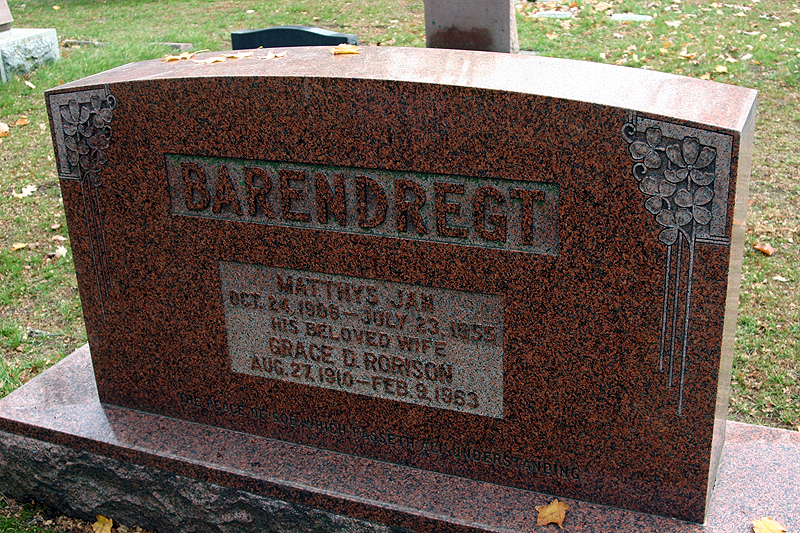 BARENDREGT
MATTHYS JAN
OCT. 24, 1906 — JULY 23, 1955
HIS BELOVED WIFE
GRACE D. RORISON
AUG. 27, 1910 — FEB. 9, 1963
THE PEACE OF GOD WHICH PASSETH ALL UNDERSTANDING